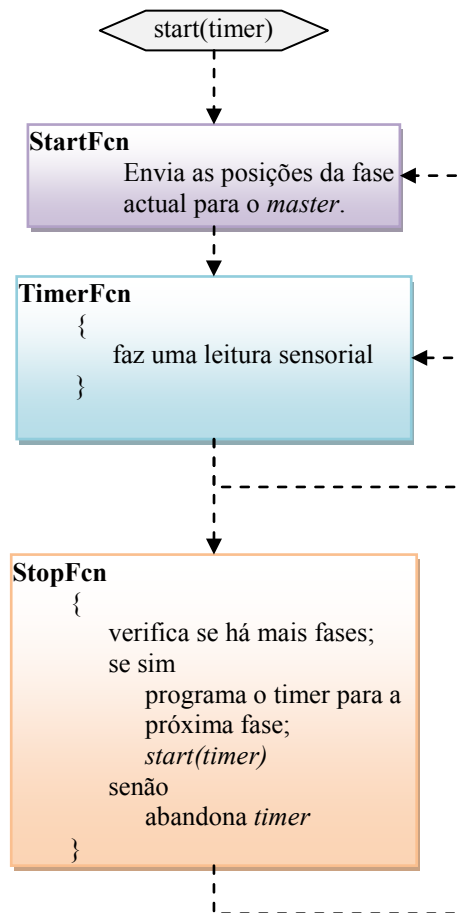 start(timer)
StartFcn
Envia as posições da fase
actual para o master.
TimerFcn
{
faz uma leitura sensorial
}
StopFcn
{
verifica se há mais fases;
se sim
programa o timer para a
próxima fase;
start(timer)
senão
abandona timer
}